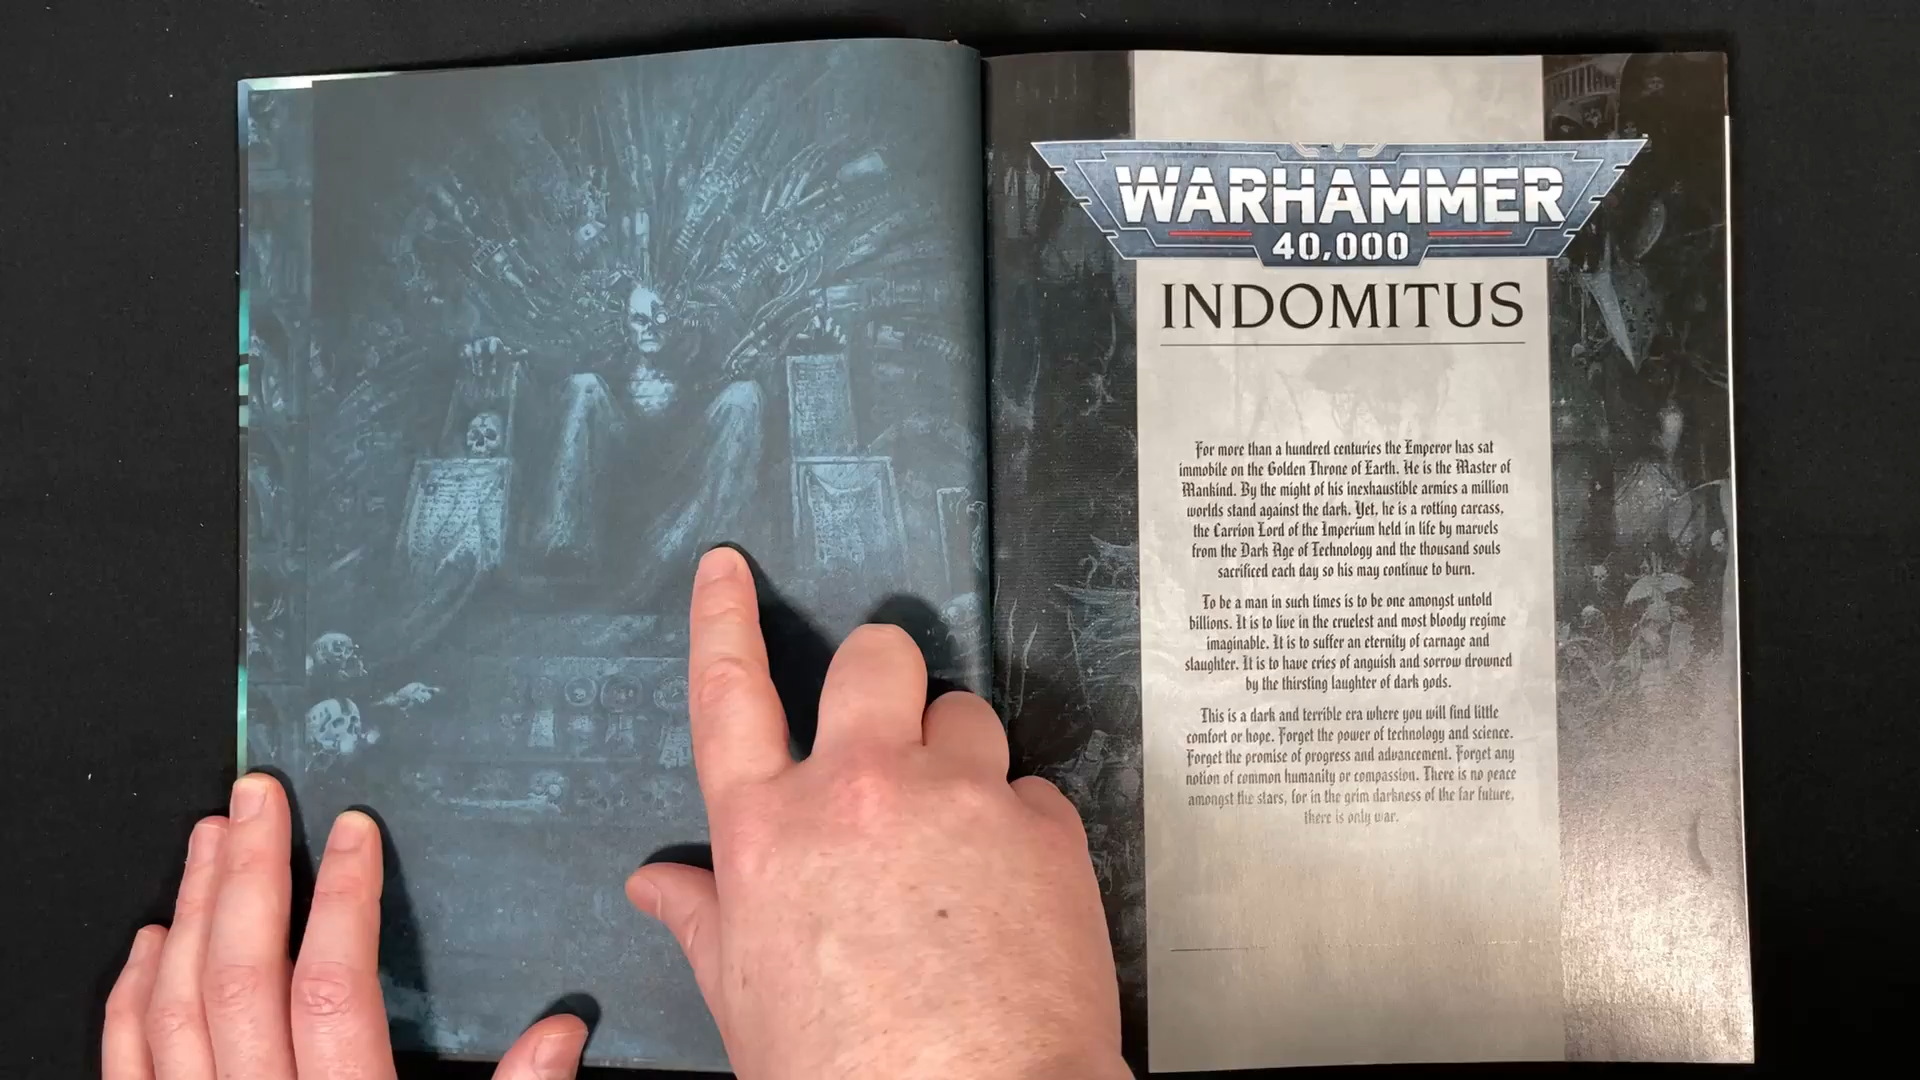 WARHAMMER
40,000
INDOMITUS
For more than a hundred centuries the Emperor has sat
immobile on the Golden Throne of Earth. He is the Master of
Mankind. By the might of his inexhaustible armies a million
worlds stand against the dark. Yet, he is a rotting carcass,
the Carrion Lord of the Imperium held in life by marvels
from the Dark Age of Technology and the thousand souls
sacrificed each day so his may continue to burn.
To be a man in such times is to be one amongst untold
billions. It is to live in the cruelest and most bloody regime
imaginable. It is to suffer an eternity of carnage and
slaughter. It is to have cries of anguish and sorrow drowned
by the thirsting laughter of dark gods.
This is a dark and terrible era where you will find little
comfort or hope. Forget the power of technology and science.
Forget the promise of progress and advancement. Forget any
notion of common humanity or compassion. There is no peace
amongst the stars, for in the grim darkness of the far future,
there is only war.